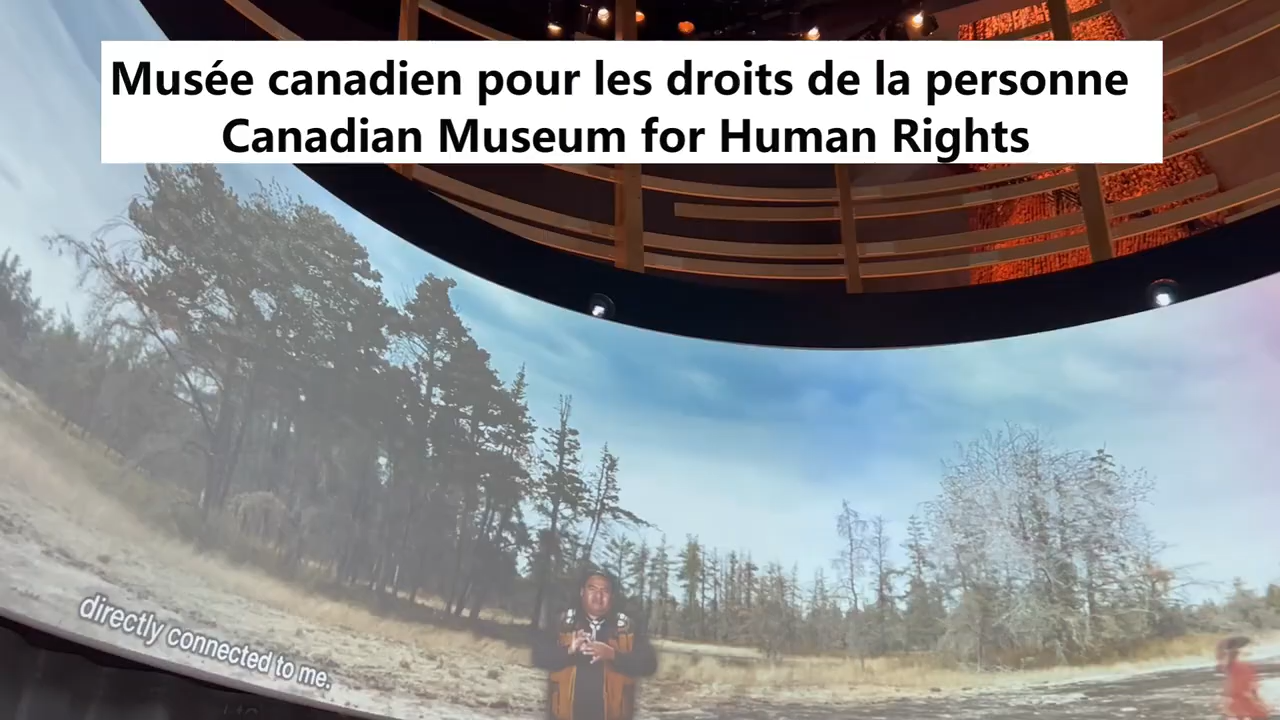 Musée canadien pour les droits de la personne
Canadian Museum for Human Rights
directly connected to me.